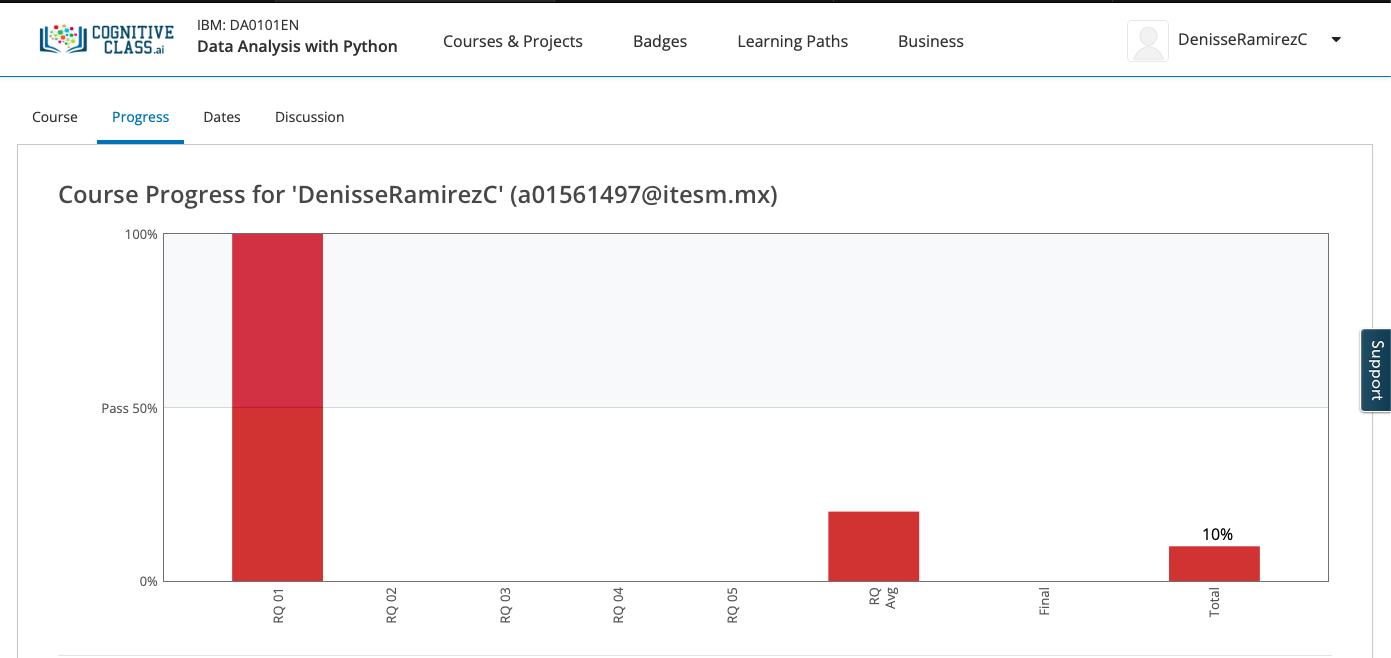 COGNITIVE
CLASS.ai
IBM: DA0101EN
Data Analysis with Python
Courses & Projects
Badges
Learning Paths
Business
DenisseRamirezC
Course
Progress
Dates
Discussion
Course Progress for 'DenisseRamirezC' (a01561497@itesm.mx)
100%
Pass 50%
0%
10%
RQ 01
RQ 02
RQ 03
RQ 04
RQ 05
RQ
Avg
Final
Total
Support